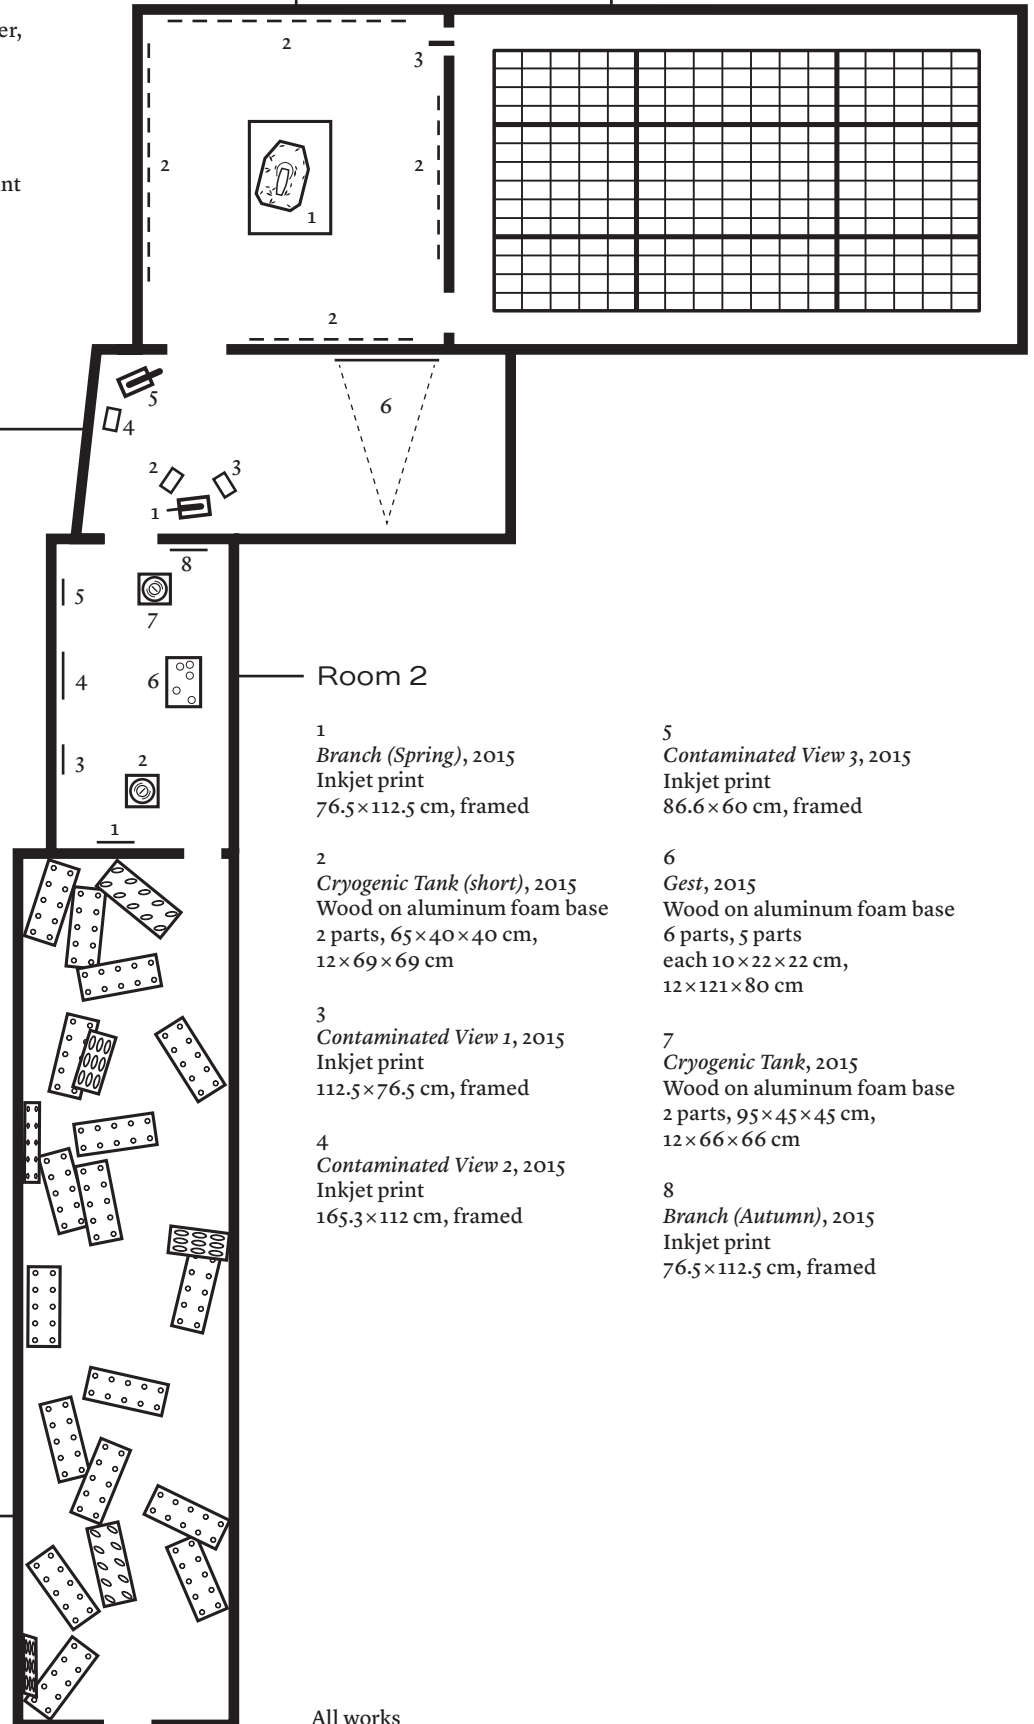 er,
2
3
2
2
nt
1
2
5
6
4
2
3
1
8
5
7
4
6
3
2
1
Room 2
1
Branch (Spring), 2015
Inkjet print
76.5×112.5 cm, framed
2
Cryogenic Tank (short), 2015
Wood on aluminum foam base
2 parts, 65×40×40 cm,
12×69×69 cm
3
Contaminated View 1, 2015
Inkjet print
112.5×76.5 cm, framed
4
Contaminated View 2, 2015
Inkjet print
165.3×112 cm, framed
5
Contaminated View 3, 2015
Inkjet print
86.6×60 cm, framed
6
Gest, 2015
Wood on aluminum foam base
6 parts, 5 parts
each 10×22×22 cm,
12×121×80 cm
7
Cryogenic Tank, 2015
Wood on aluminum foam base
2 parts, 95×45×45 cm,
12×66×66 cm
8
Branch (Autumn), 2015
Inkjet print
76.5×112.5 cm, framed
All works